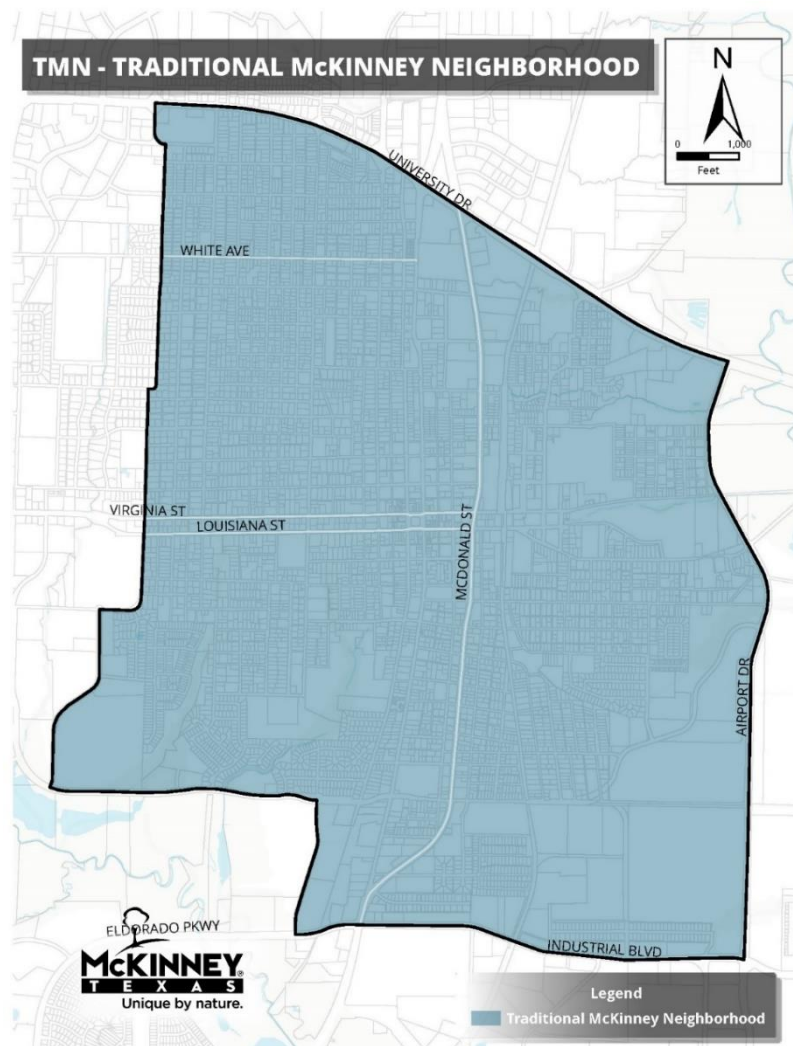 TMN - TRADITIONAL McKINNEY NEIGHBORHOOD
N
0 1,000
Feet
UNIVERSITY DR
WHITE AVE
VIRGINIA ST
LOUISIANA ST
MCDONALD ST
AIRPORT DR
ELDORADO PKWY
INDUSTRIAL BLVD
McKINNEY
TEXAS
Unique by nature.
Legend
Traditional McKinney Neighborhood